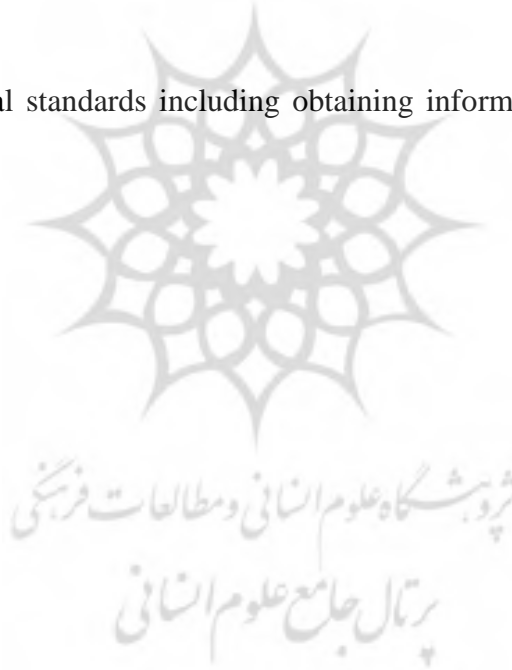 al standards including obtaining inform
پژوهشگاه علوم انسانی و مطالعات فرهنگی
پرتال جامع علوم انسانی